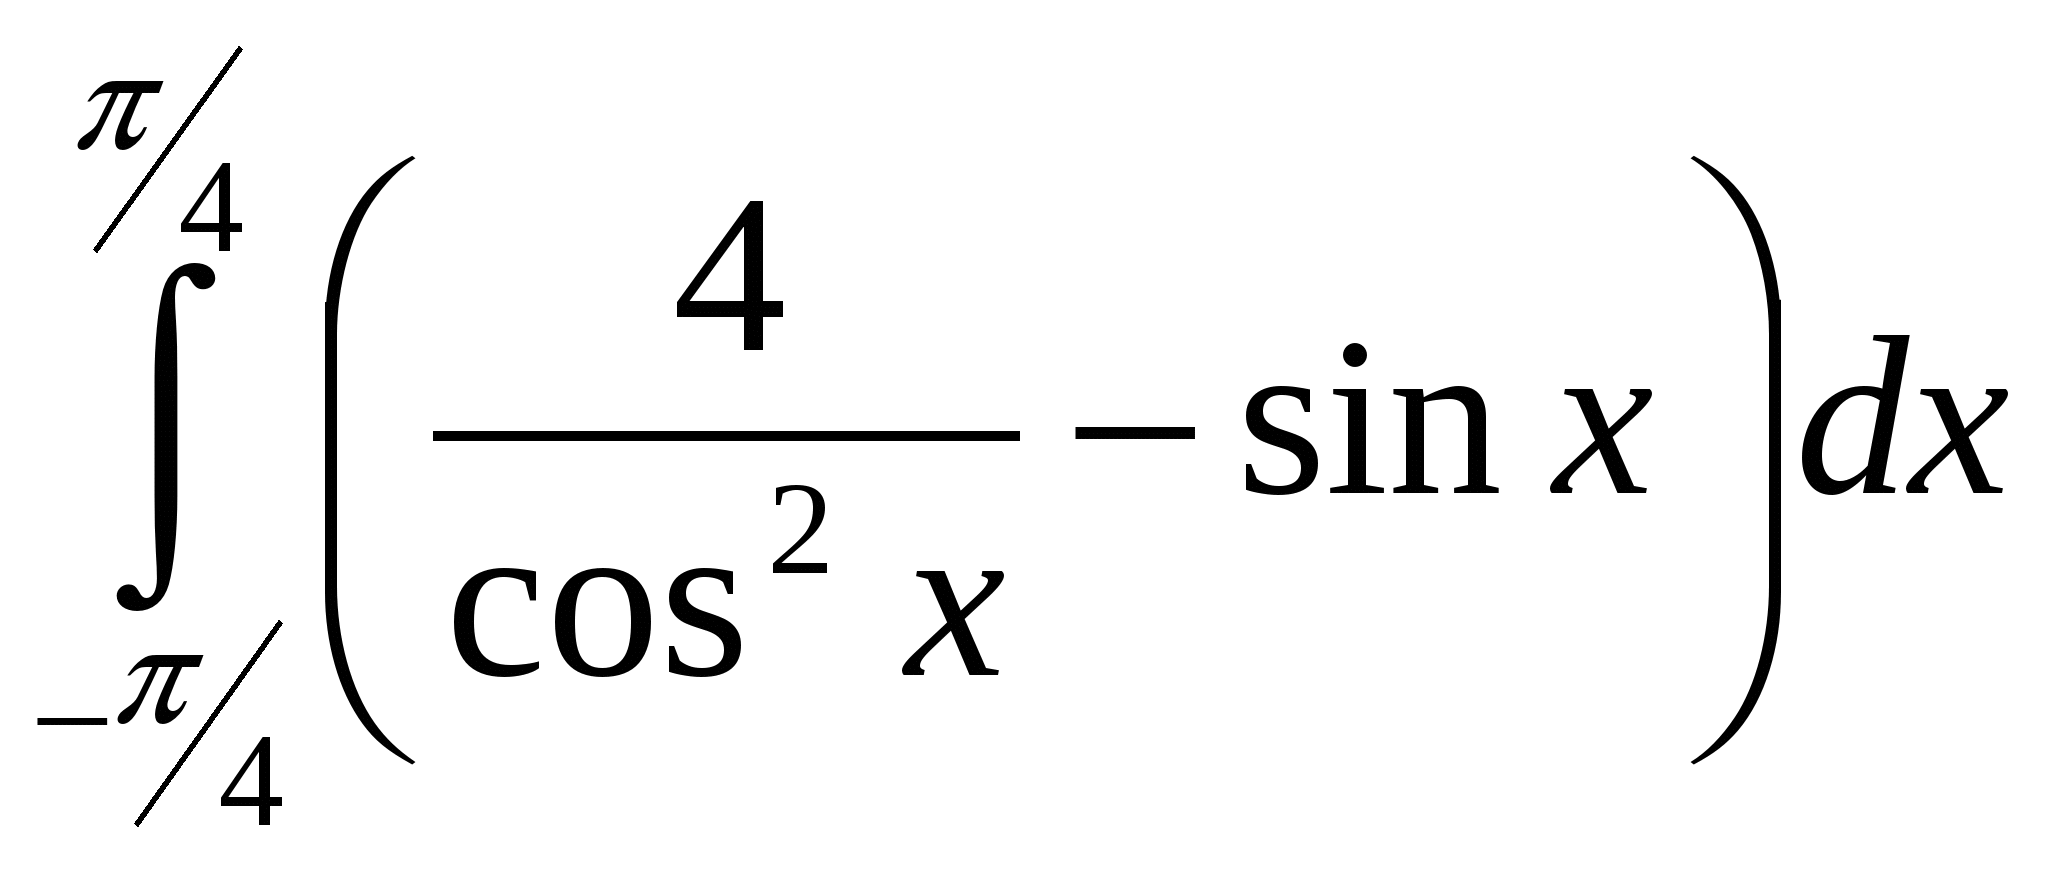 ∫_{-π/4}^{π/4} (4/cos² x − sin x) dx